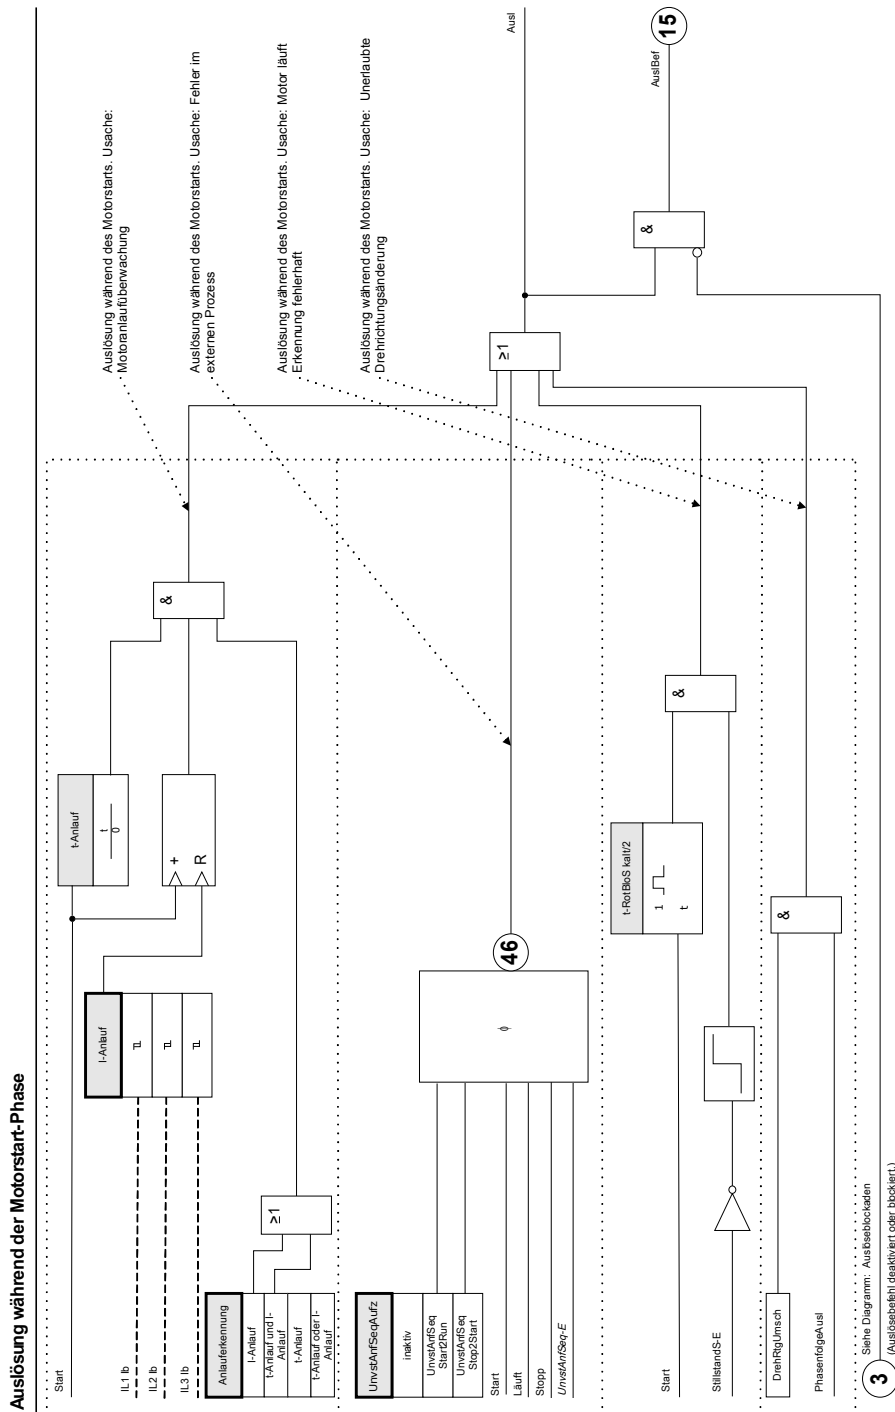 Auslösung während der Motorstart-Phase
Start
IL1 Ib
IL2 Ib
IL3 Ib
I-Anlauf
t-Anlauf
t
0
+
R
&
Anlauferkennung
I-Anlauf
t-Anlauf und I-
Anlauf
t-Anlauf
t-Anlauf oder I-
Anlauf
≥1
Auslösung während des Motorstarts. Usache:
Motoranlaufüberwachung
UnvstAnfSeqAufz
inaktiv
UnvstAnfSeq
Start2Run
UnvstAnfSeq
Stop2Start
Start
Läuft
Stopp
UnvstAnfSeq-E
φ
46
Auslösung während des Motorstarts. Usache: Fehler im
externen Prozess
Start
t-RotBloS kalt/2
1
t
StillstandS-E
&
Auslösung während des Motorstarts. Usache: Motor läuft
Erkennung fehlerhaft
DrehRtgUmsch
PhasenfolgeAusl
&
Auslösung während des Motorstarts. Usache: Unerlaubte
Drehrichtungsänderung
≥1
Ausl
&
AuslBef
15
3
Siehe Diagramm: Auslöseblockaden
(Auslösebefehl deaktiviert oder blockiert.)